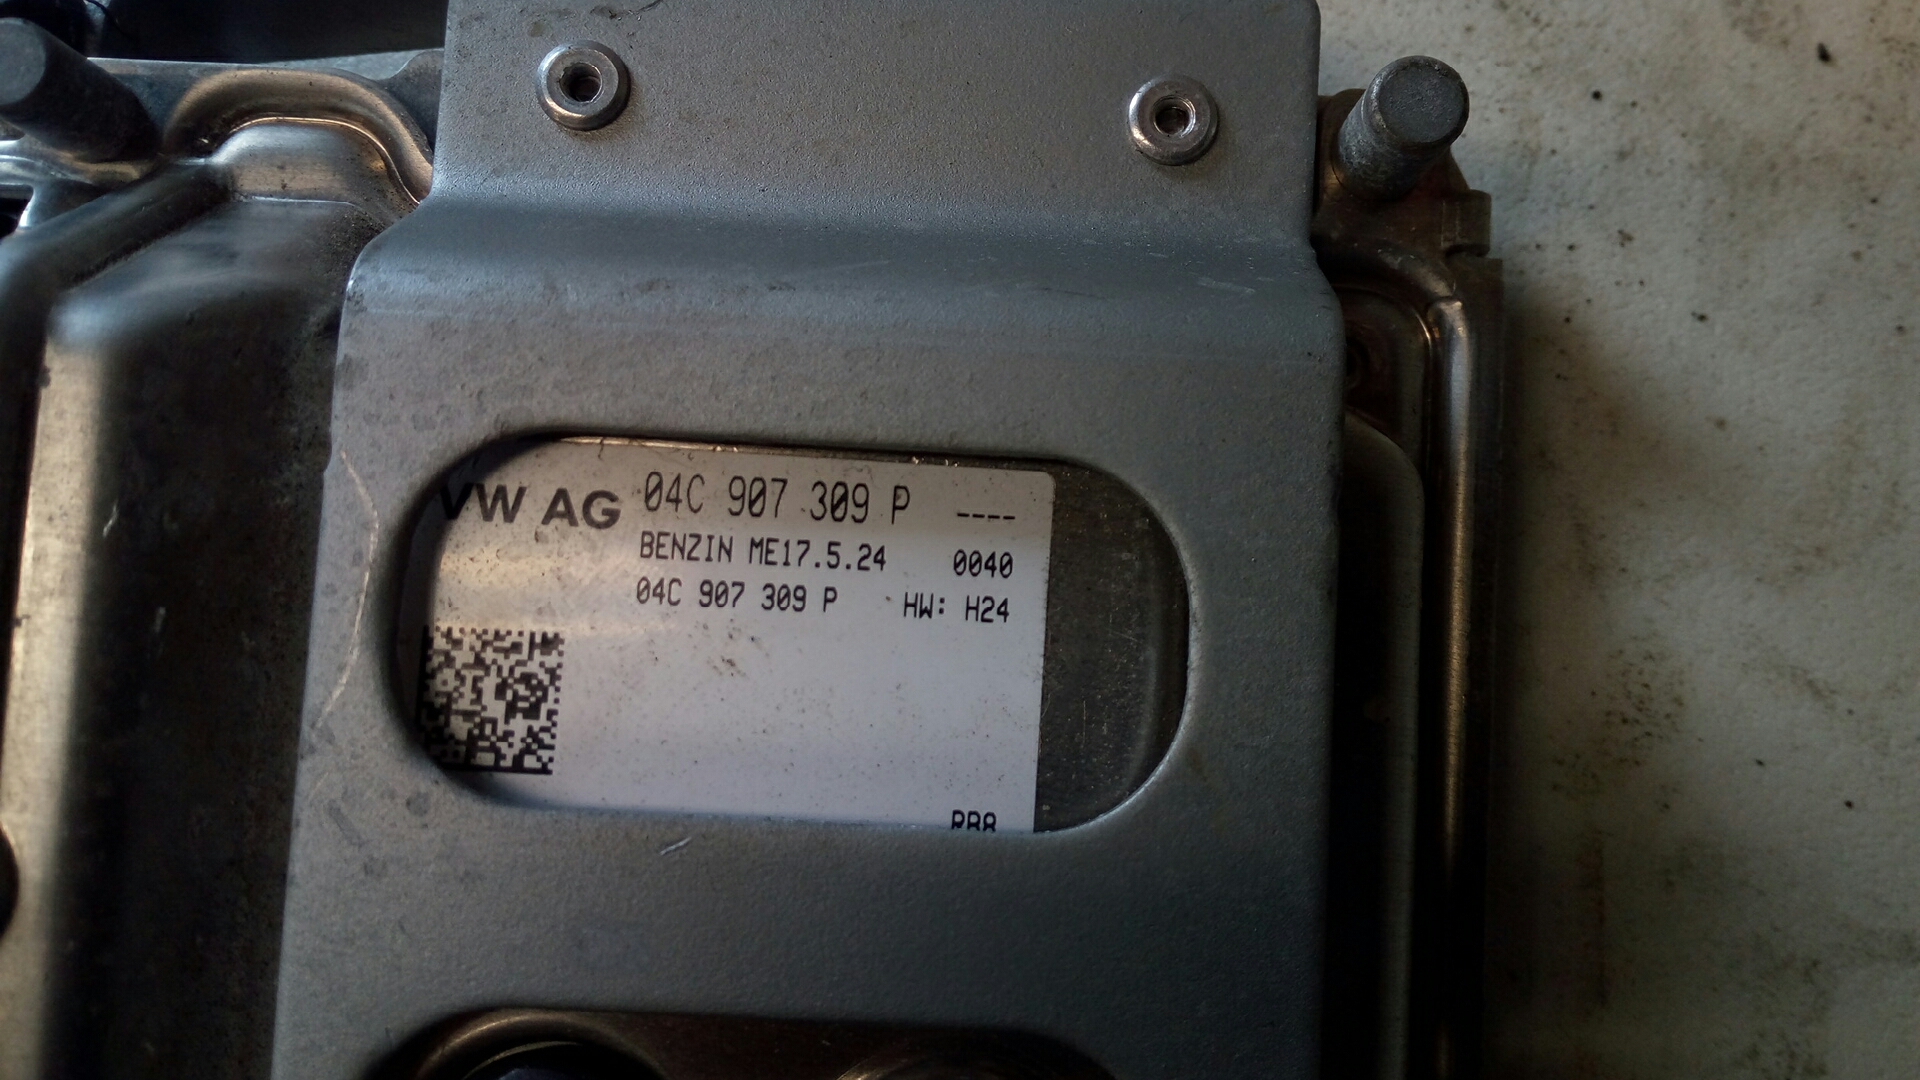 VW AG 04C 907 309 P ----
BENZIN ME17.5.24 0040
04C 907 309 P HW: H24